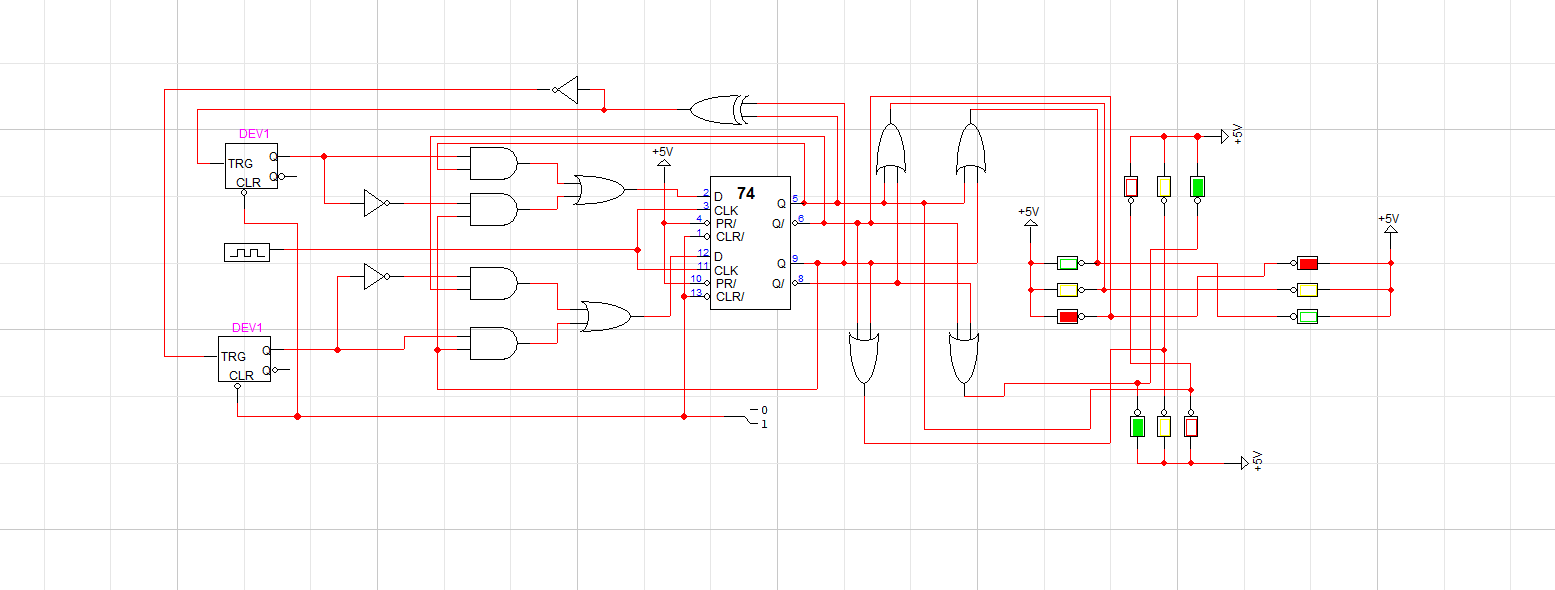 +5V
DEV1
Q
TRG
Q
CLR
+5V
74
2
D
Q
5
3
CLK
4
PR/
Q/
6
1
CLR/
12
D
Q
9
11
CLK
10
PR/
Q/
8
13
CLR/
+5V
+5V
DEV1
Q
TRG
Q
CLR
0
1
+5V